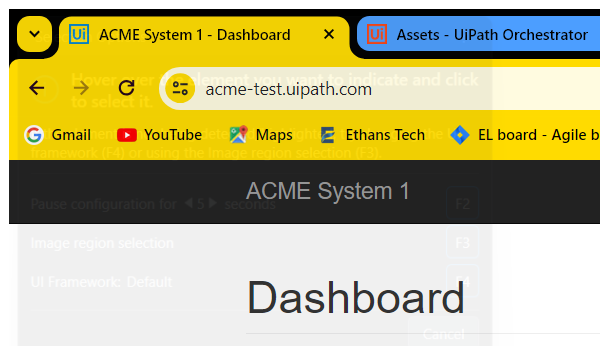 ACME System 1 - Dashboard
Assets - UiPath Orchestrator
Hover over element you want to indicate and click
to select it.
acme-test.uipath.com
Gmail YouTube Maps Ethans Tech EL board - Agile b
framework (F4) or using the image region selection (F3).
ACME System 1
Pause configuration for 5 seconds F2
Image region selection F3
UI Framework: Default F4
Dashboard
Cancel